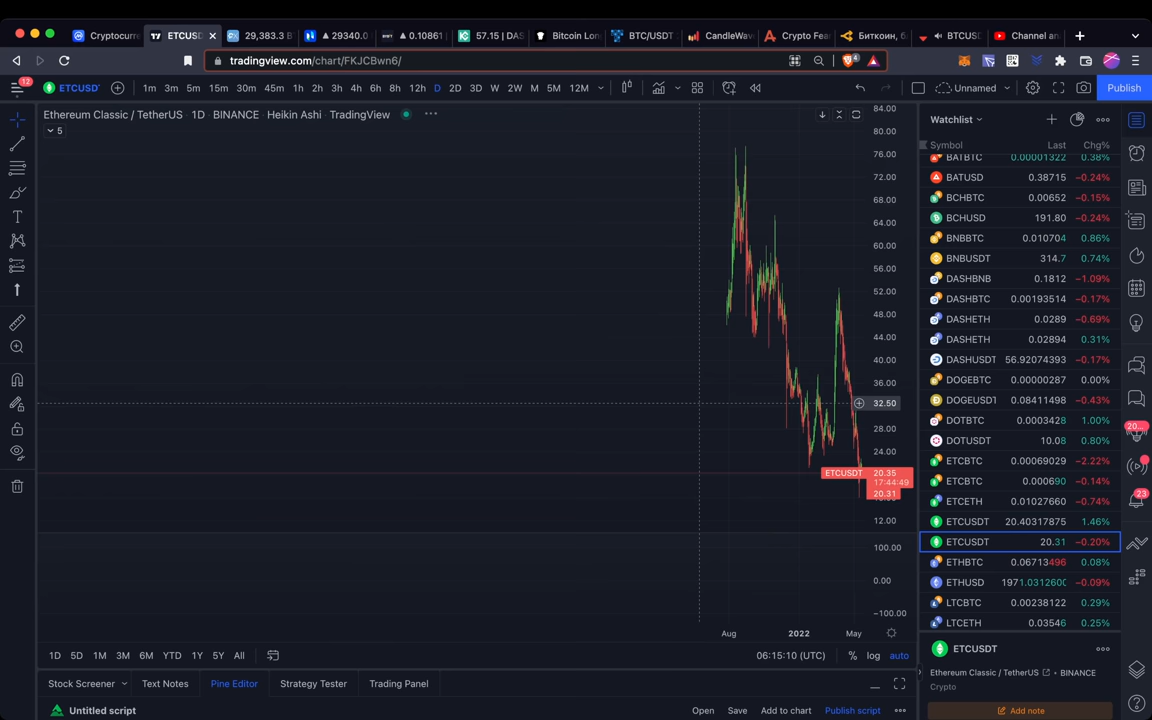 Cryptocurre
ETCUSD
29,383.3 B
29340.0
0.10861
57.15 | DAS
Bitcoin Lon
BTC/USDT
CandleWav
Crypto Fea
Биткоин, б
BTCUSD
Channel an
tradingview.com/chart/FKJCBwn6/
4
12
ETCUSD
1m 3m 5m 15m 30m 45m 1h 2h 3h 4h 6h 8h 12h D 2D 3D W 2W M 5M 12M
Unnamed
Publish
Ethereum Classic / TetherUS · 1D · BINANCE · Heikin Ashi · TradingView
5
84.00
80.00
76.00
72.00
68.00
64.00
60.00
56.00
52.00
48.00
44.00
40.00
36.00
32.50
28.00
24.00
ETCUSDT 20.35
17:44:49
20.31
12.00
100.00
0.00
−100.00
Aug 2022 May
Watchlist
Symbol Last Chg%
BATBTC 0.00001322 0.38%
BATUSD 0.38715 −0.24%
BCHBTC 0.00652 −0.15%
BCHUSD 191.80 −0.24%
BNBBTC 0.010704 0.86%
BNBUSDT 314.7 0.74%
DASHBNB 0.1812 −1.09%
DASHBTC 0.00193514 −0.17%
DASHETH 0.0289 −0.69%
DASHETH 0.02894 0.31%
DASHUSDT 56.92074393 −0.17%
DOGEBTC 0.00000287 0.00%
DOGEUSDT 0.08411498 −0.43%
DOTBTC 0.0003428 1.00%
DOTUSDT 10.08 0.80%
ETCBTC 0.00069029 −2.22%
ETCBTC 0.000690 −0.14%
ETCETH 0.01027660 −0.74%
ETCUSDT 20.40317875 1.46%
ETCUSDT 20.31 −0.20%
ETHBTC 0.06713496 0.08%
ETHUSD 1971.0312600 −0.09%
LTCBTC 0.00238122 0.29%
LTCETH 0.03546 0.25%
20...
23
1D 5D 1M 3M 6M YTD 1Y 5Y All
06:15:10 (UTC) % log auto
ETCUSDT
Ethereum Classic / TetherUS • BINANCE
Crypto
Add note
Stock Screener Text Notes Pine Editor Strategy Tester Trading Panel
Untitled script
Open Save Add to chart Publish script